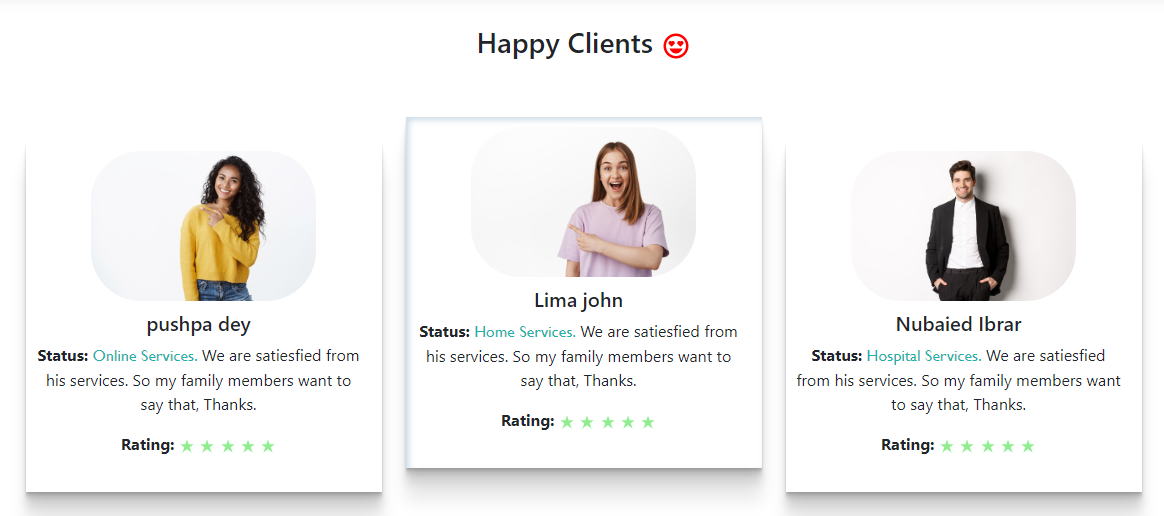 Happy Clients
pushpa dey
Status: Online Services. We are satiesfied from
his services. So my family members want to
say that, Thanks.
Rating: ★ ★ ★ ★ ★
Lima john
Status: Home Services. We are satiesfied from
his services. So my family members want to
say that, Thanks.
Rating: ★ ★ ★ ★ ★
Nubaied Ibrar
Status: Hospital Services. We are satiesfied
from his services. So my family members want
to say that, Thanks.
Rating: ★ ★ ★ ★ ★